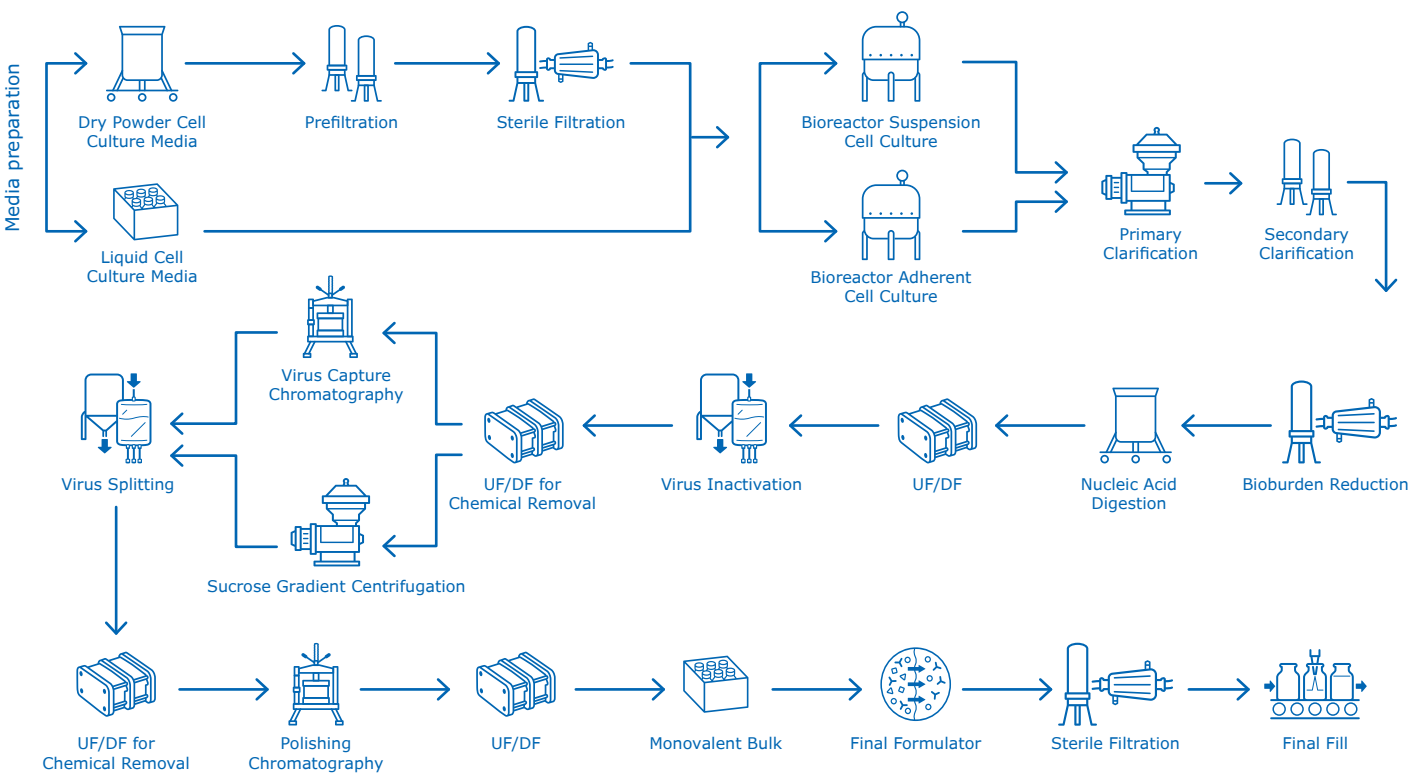 Media preparation
Dry Powder Cell
Culture Media
Prefiltration
Sterile Filtration
Liquid Cell
Culture Media
Bioreactor Suspension
Cell Culture
Bioreactor Adherent
Cell Culture
Primary
Clarification
Secondary
Clarification
Bioburden Reduction
Nucleic Acid
Digestion
UF/DF
Virus Inactivation
UF/DF for
Chemical Removal
Virus Capture
Chromatography
Sucrose Gradient Centrifugation
Virus Splitting
UF/DF for
Chemical Removal
Polishing
Chromatography
UF/DF
Monovalent Bulk
Final Formulator
Sterile Filtration
Final Fill